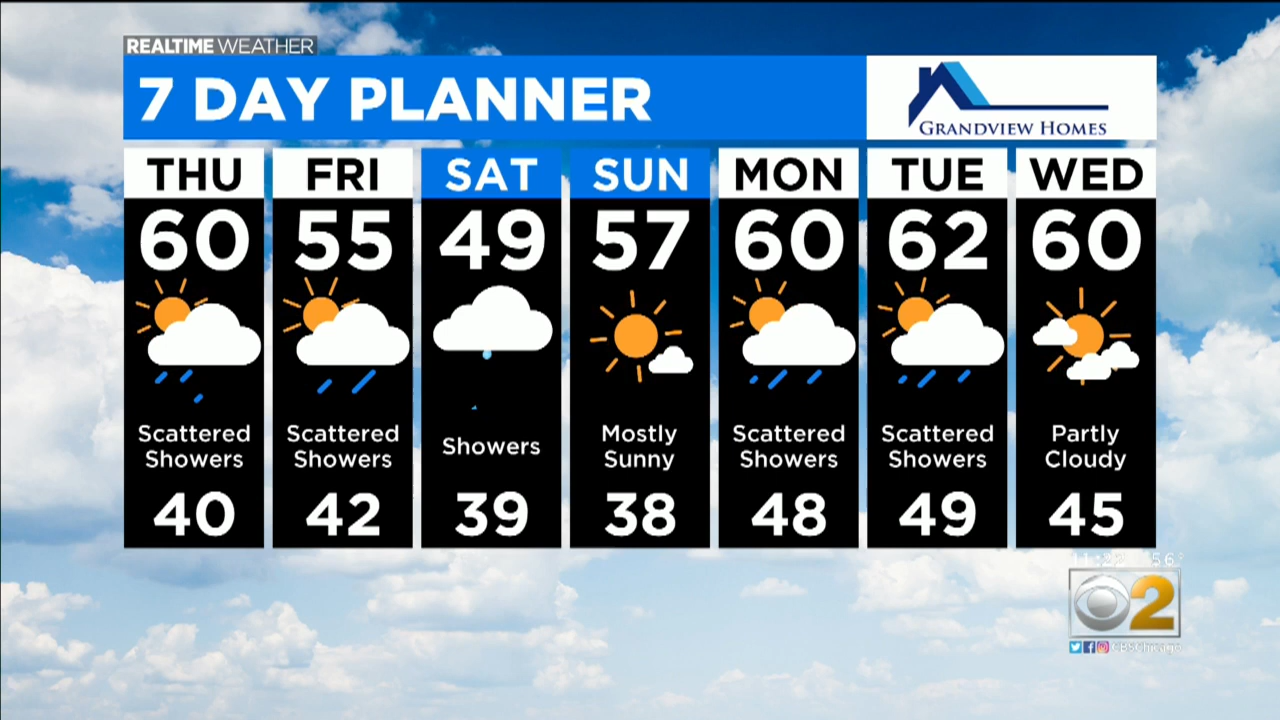 REALTIME WEATHER
7 DAY PLANNER
GRANDVIEW HOMES
THU FRI SAT SUN MON TUE WED
60 55 49 57 60 62 60
Scattered Showers
Scattered Showers
Showers
Mostly Sunny
Scattered Showers
Scattered Showers
Partly Cloudy
40 42 39 38 48 49 45
56°
2
CBSChicago